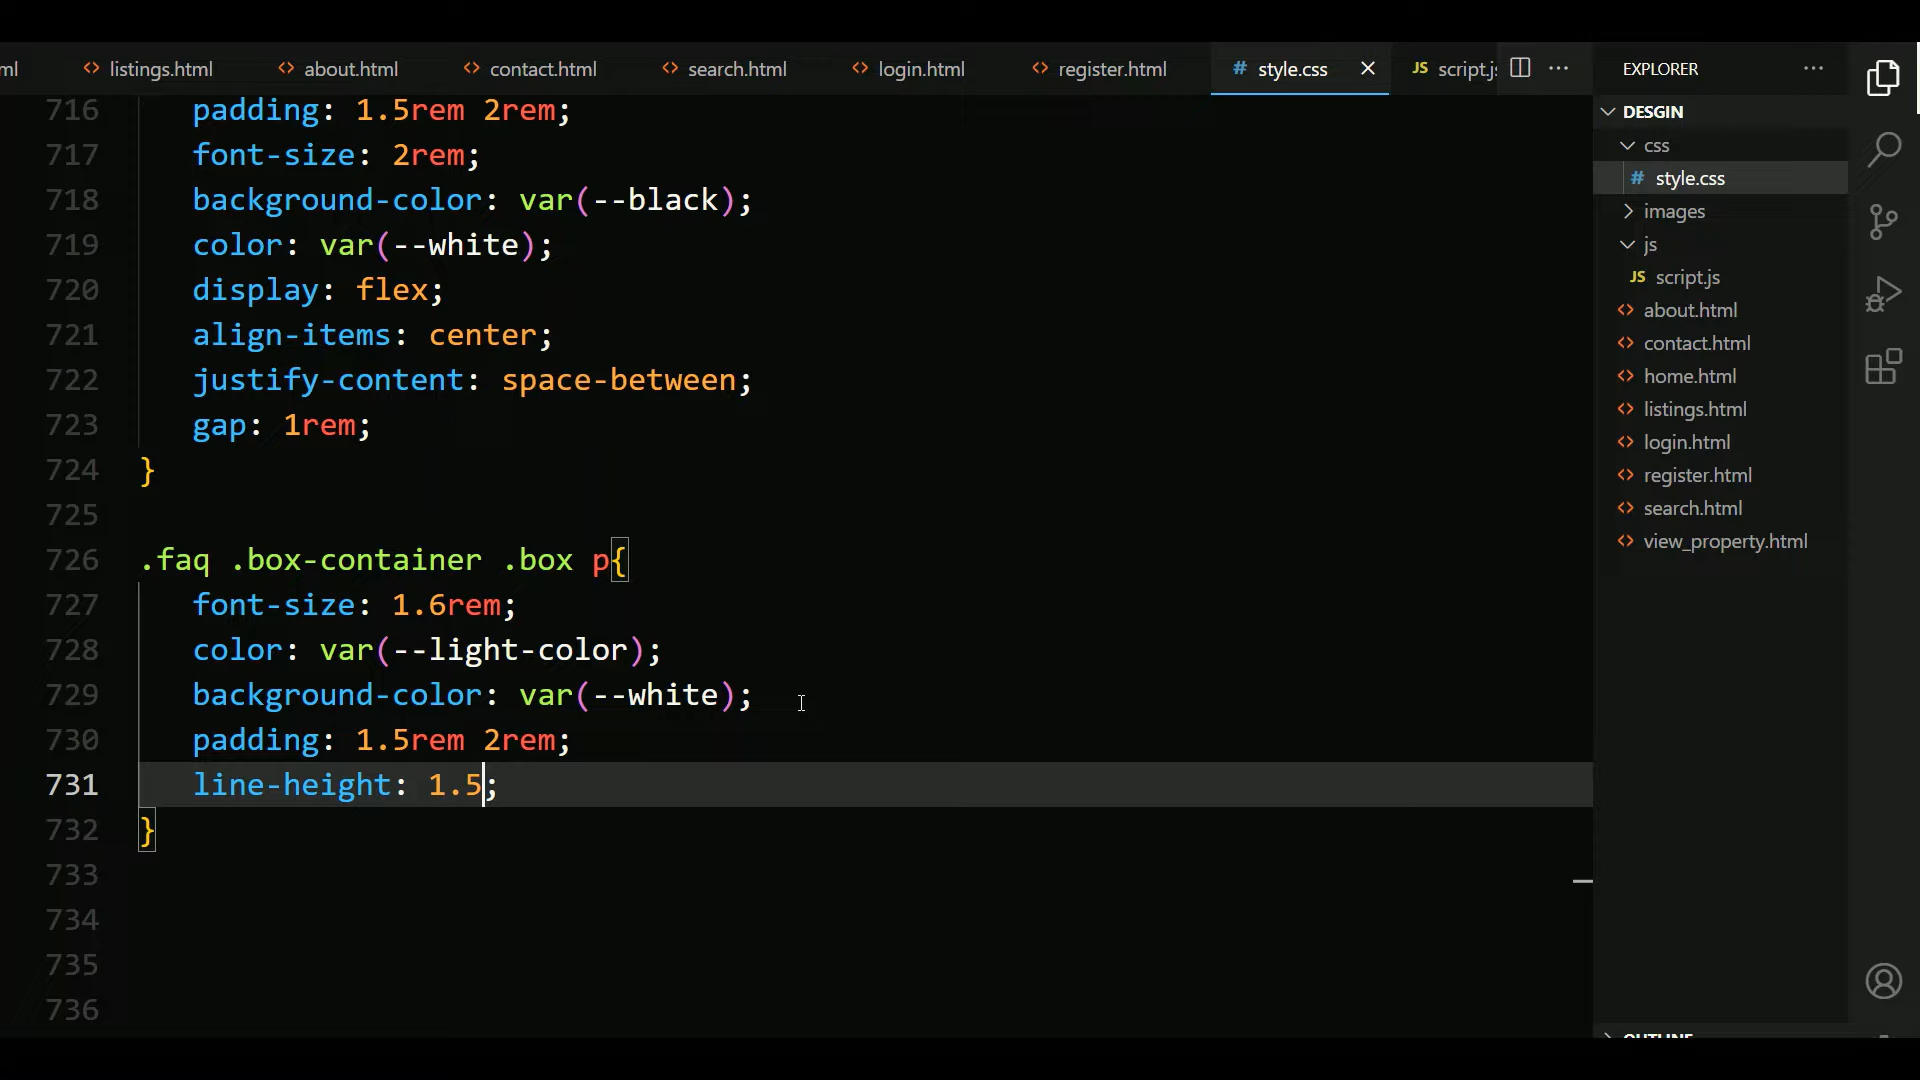 ml listings.html about.html contact.html search.html login.html register.html # style.css JS script.j
EXPLORER
DESGIN
css
# style.css
images
js
JS script.js
about.html
contact.html
home.html
listings.html
login.html
register.html
search.html
view_property.html
OUTLINE
716 padding: 1.5rem 2rem;
717 font-size: 2rem;
718 background-color: var(--black);
719 color: var(--white);
720 display: flex;
721 align-items: center;
722 justify-content: space-between;
723 gap: 1rem;
724 }
725
726 .faq .box-container .box p{
727 font-size: 1.6rem;
728 color: var(--light-color);
729 background-color: var(--white);
730 padding: 1.5rem 2rem;
731 line-height: 1.5;
732 }
733
734
735
736